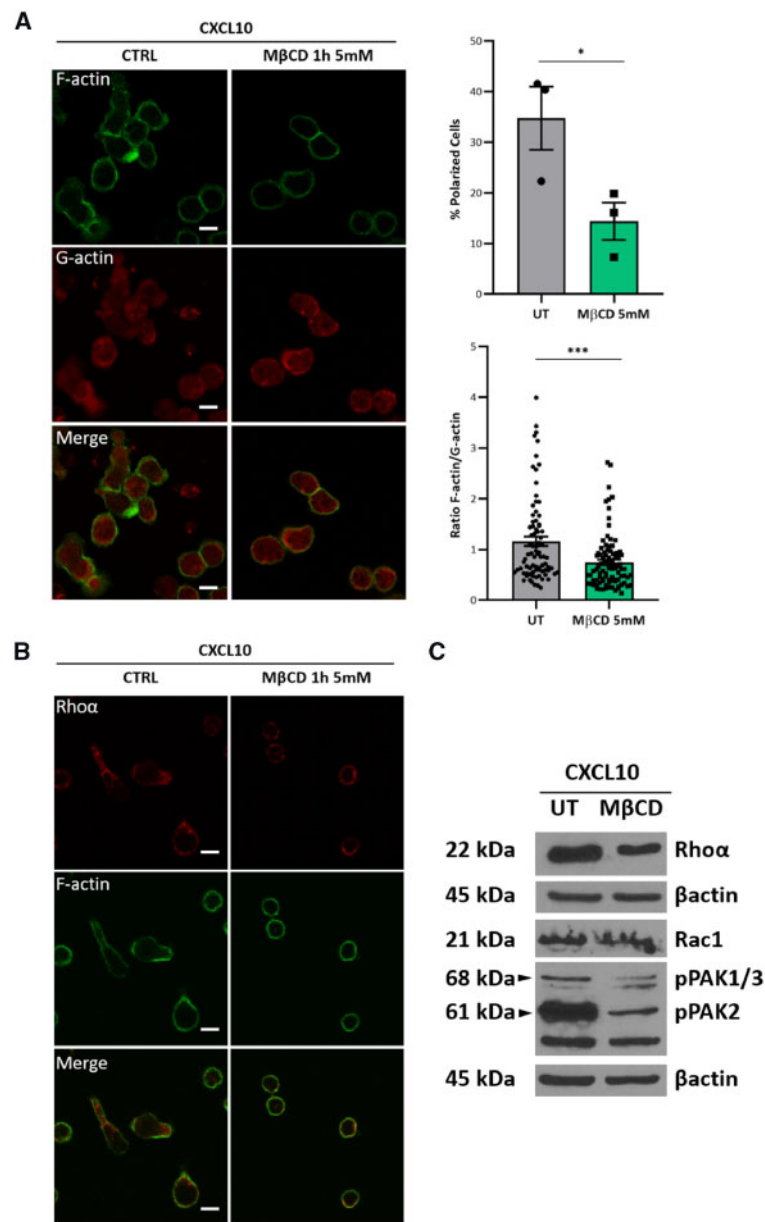 A
CXCL10
CTRL MβCD 1h 5mM
F-actin
G-actin
Merge
50
40
30
20
10
0
% Polarized Cells
*
UT MβCD 5mM
5
4
3
2
1
0
Ratio F-actin/G-actin
***
UT MβCD 5mM
B
CXCL10
CTRL MβCD 1h 5mM
Rhoα
F-actin
Merge
C
CXCL10
UT MβCD
22 kDa Rhoα
45 kDa βactin
21 kDa Rac1
68 kDa pPAK1/3
61 kDa pPAK2
45 kDa βactin